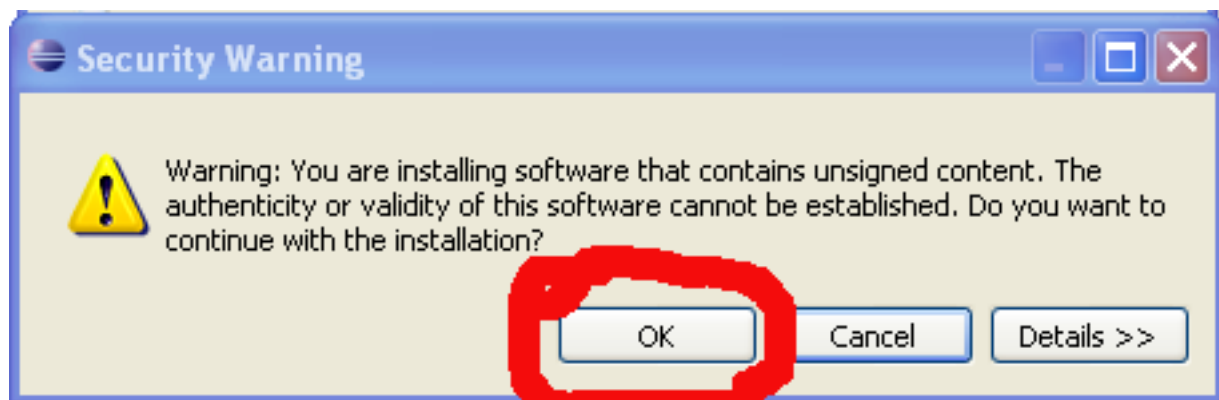 Security Warning
Warning: You are installing software that contains unsigned content. The
authenticity or validity of this software cannot be established. Do you want to
continue with the installation?
OK Cancel Details >>